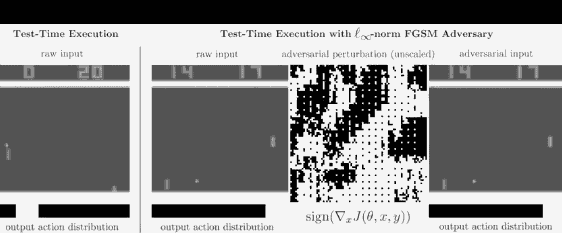 Test-Time Execution
Test-Time Execution with ℓ∞-norm FGSM Adversary
raw input
raw input
adversarial perturbation (unscaled)
adversarial input
6 20
14 17
14 17
sign(∇ₓJ(θ, x, y))
output action distribution
output action distribution
output action distribution